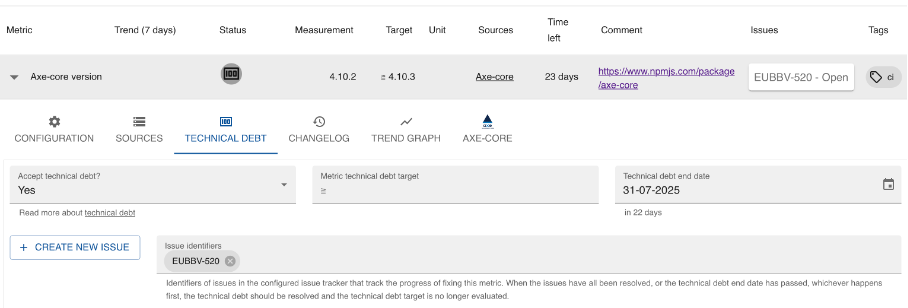 Metric Trend (7 days) Status Measurement Target Unit Sources Time left Comment Issues Tags
Axe-core version 100 4.10.2 ≥ 4.10.3 Axe-core 23 days https://www.npmjs.com/package/axe-core EUBBV-520 - Open ci
CONFIGURATION SOURCES TECHNICAL DEBT CHANGELOG TREND GRAPH AXE-CORE
Accept technical debt? Metric technical debt target Technical debt end date
Yes ≥ 31-07-2025
Read more about technical debt in 22 days
+ CREATE NEW ISSUE Issue identifiers
EUBBV-520
Identifiers of issues in the configured issue tracker that track the progress of fixing this metric. When the issues have all been resolved, or the technical debt end date has passed, whichever happens
first, the technical debt should be resolved and the technical debt target is no longer evaluated.